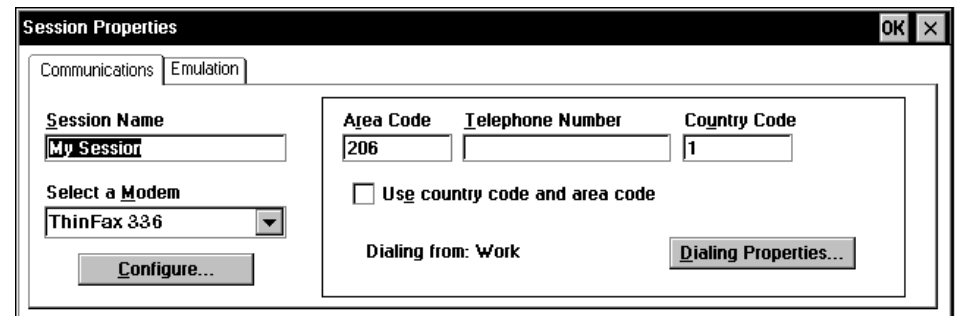 Session Properties OK ×
Communications Emulation
Session Name
My Session
Select a Modem
ThinFax 336
Configure...
Area Code Telephone Number Country Code
206 1
Use country code and area code
Dialing from: Work Dialing Properties...